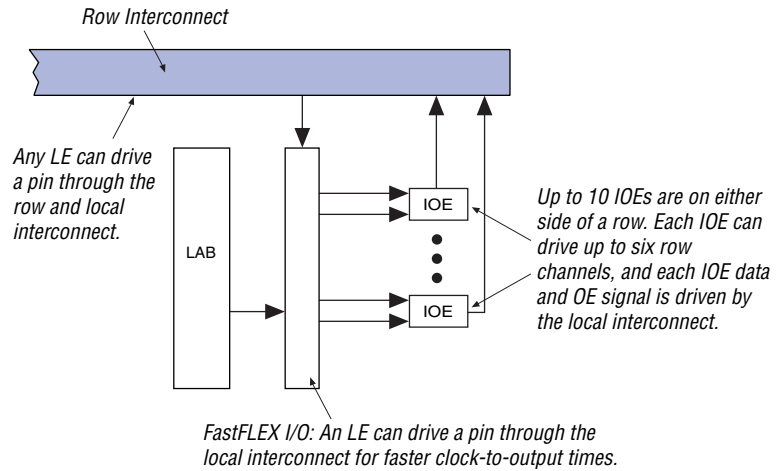 Row Interconnect
Any LE can drive
a pin through the
row and local
interconnect.
LAB
IOE
IOE
Up to 10 IOEs are on either
side of a row. Each IOE can
drive up to six row
channels, and each IOE data
and OE signal is driven by
the local interconnect.
FastFLEX I/O: An LE can drive a pin through the
local interconnect for faster clock-to-output times.